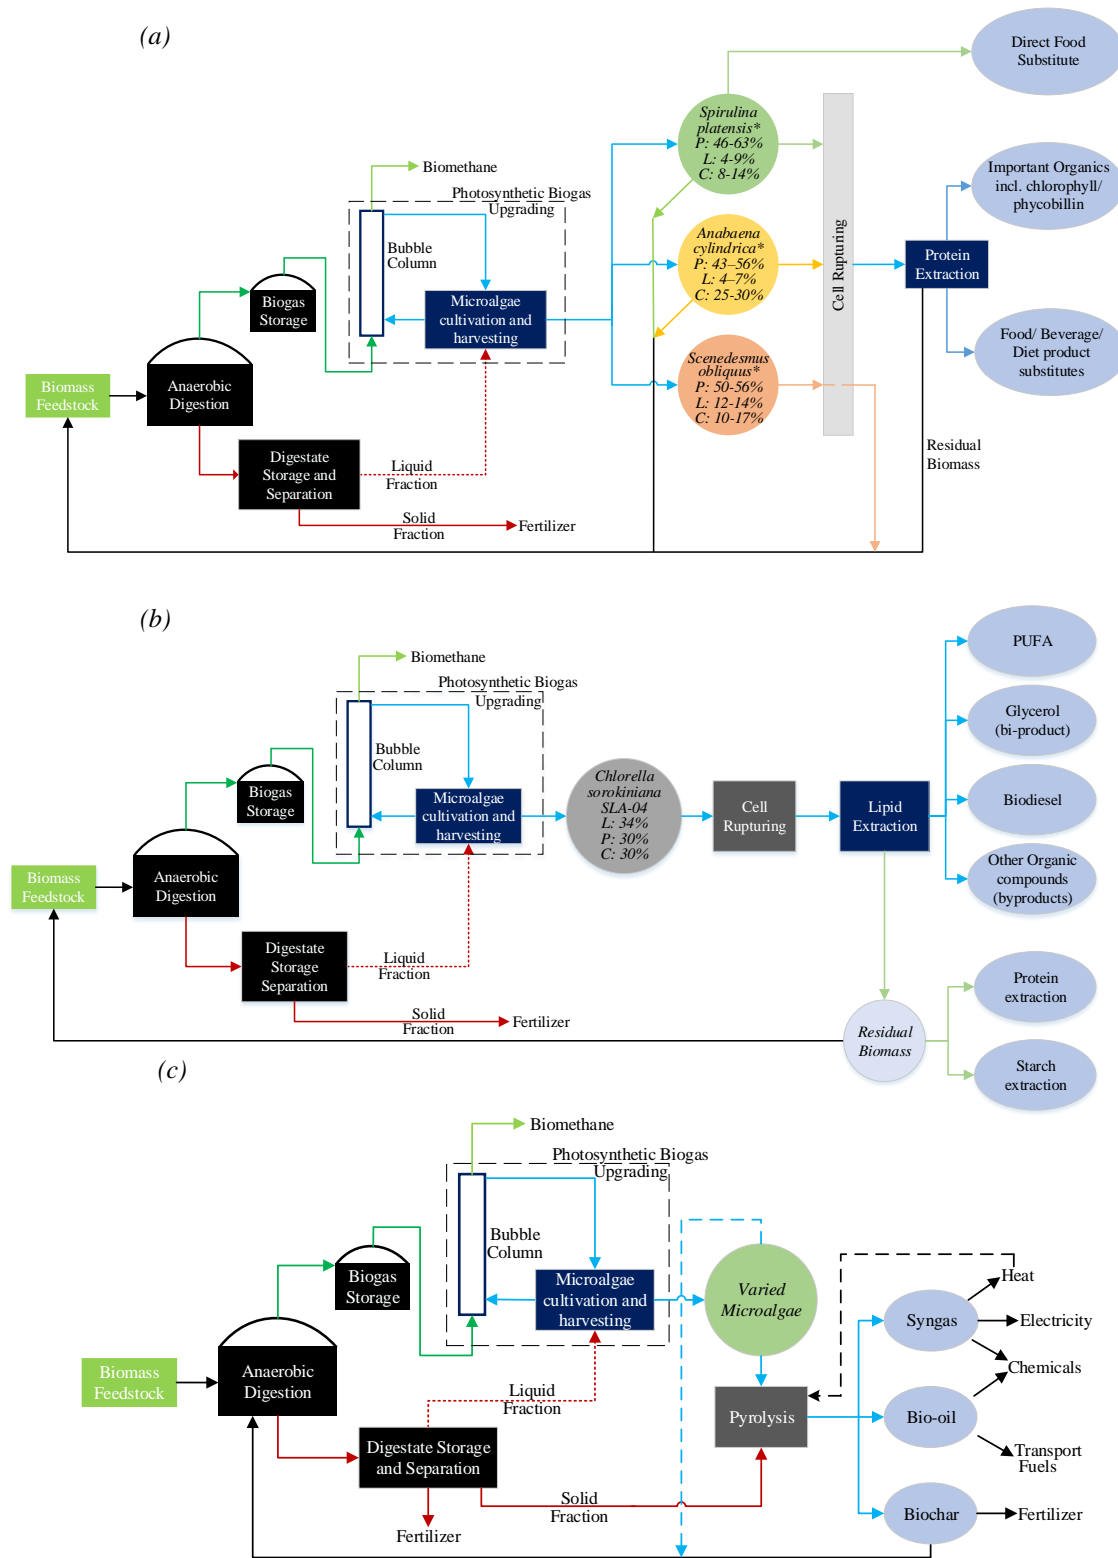 (a)
Direct Food
Substitute
Spirulina
platensis*
P: 46-63%
L: 4-9%
C: 8-14%
Biomethane
Photosynthetic Biogas
Upgrading
Important Organics
incl. chlorophyll/
phycobillin
Bubble
Column
Anabaena
cylindrica*
P: 43–56%
L: 4–7%
C: 25-30%
Cell Rupturing
Protein
Extraction
Biogas
Storage
Microalgae
cultivation and
harvesting
Food/ Beverage/
Diet product
substitutes
Scenedesmus
obliquus*
P: 50-56%
L: 12-14%
C: 10-17%
Biomass
Feedstock
Anaerobic
Digestion
Residual
Biomass
Digestate
Storage and
Separation
Liquid
Fraction
Solid
Fraction
Fertilizer
(b)
PUFA
Biomethane
Photosynthetic Biogas
Upgrading
Glycerol
(bi-product)
Bubble
Column
Biogas
Storage
Microalgae
cultivation and
harvesting
Chlorella
sorokiniana
SLA-04
L: 34%
P: 30%
C: 30%
Cell
Rupturing
Lipid
Extraction
Biodiesel
Other Organic
compounds
(byproducts)
Biomass
Feedstock
Anaerobic
Digestion
Digestate
Storage
Separation
Liquid
Fraction
Solid
Fraction
Fertilizer
Protein
extraction
Residual
Biomass
Starch
extraction
(c)
Biomethane
Photosynthetic Biogas
Upgrading
Bubble
Column
Biogas
Storage
Microalgae
cultivation and
harvesting
Varied
Microalgae
Heat
Syngas
Electricity
Chemicals
Biomass
Feedstock
Anaerobic
Digestion
Liquid
Fraction
Pyrolysis
Bio-oil
Digestate Storage
and Separation
Transport
Fuels
Solid
Fraction
Biochar
Fertilizer
Fertilizer